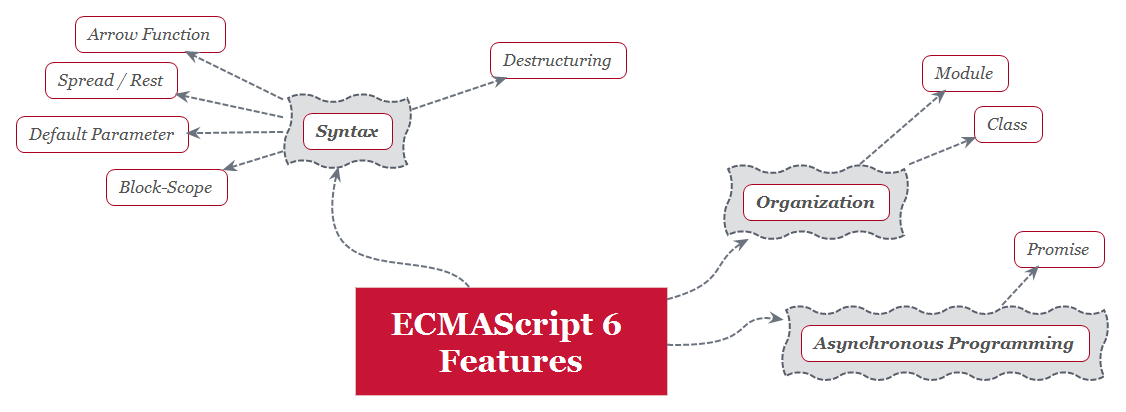 Arrow Function
Spread / Rest
Default Parameter
Block-Scope
Syntax
Destructuring
Module
Class
Organization
Promise
Asynchronous Programming
ECMAScript 6
Features